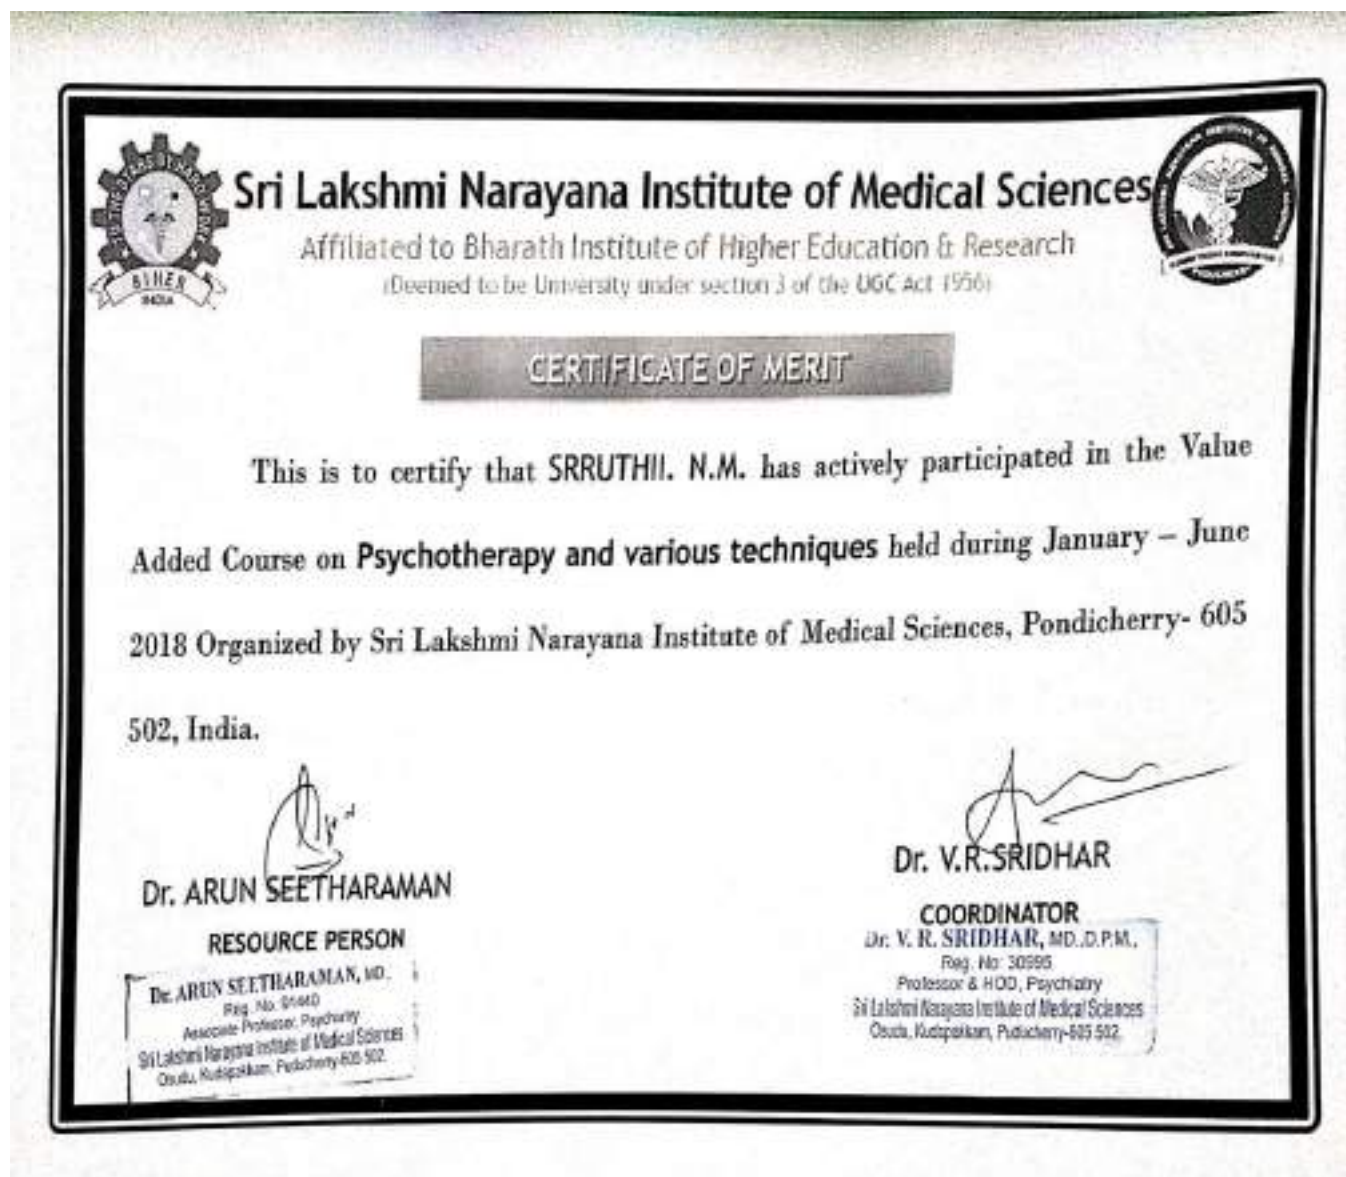 Sri Lakshmi Narayana Institute of Medical Sciences
Affiliated to Bharath Institute of Higher Education & Research
(Deemed to be University under section 3 of the UGC Act 1956)
BIHER
INDIA
CERTIFICATE OF MERIT
This is to certify that SRRUTHII. N.M. has actively participated in the Value
Added Course on Psychotherapy and various techniques held during January – June
2018 Organized by Sri Lakshmi Narayana Institute of Medical Sciences, Pondicherry- 605
502, India.
Dr. ARUN SEETHARAMAN
RESOURCE PERSON
Dr. ARUN SEETHARAMAN, MD.
Reg. No.
Associate Professor, Psychiatry
Sri Lakshmi Narayana Institute of Medical Sciences
Osudu, Kudapakkam, Puducherry-605 502.
Dr. V.R.SRIDHAR
COORDINATOR
Dr. V. R. SRIDHAR, MD.,D.P.M.,
Reg. No: 30995
Professor & HOD, Psychiatry
Sri Lakshmi Narayana Institute of Medical Sciences
Osudu, Kudapakkam, Puducherry-605 502.